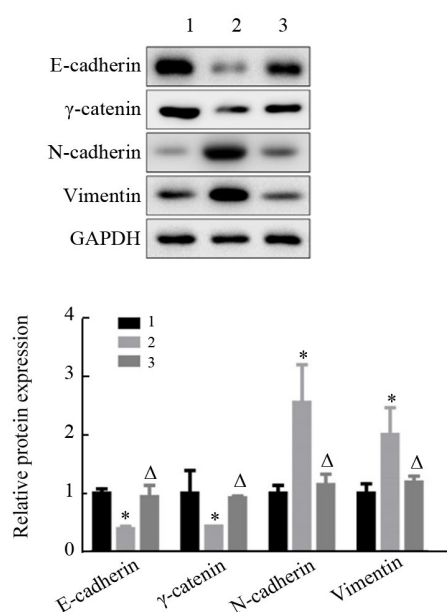 1 2 3
E-cadherin
γ-catenin
N-cadherin
Vimentin
GAPDH
Relative protein expression
4
3
2
1
0
1
2
3
* Δ * Δ * Δ * Δ
E-cadherin γ-catenin N-cadherin Vimentin